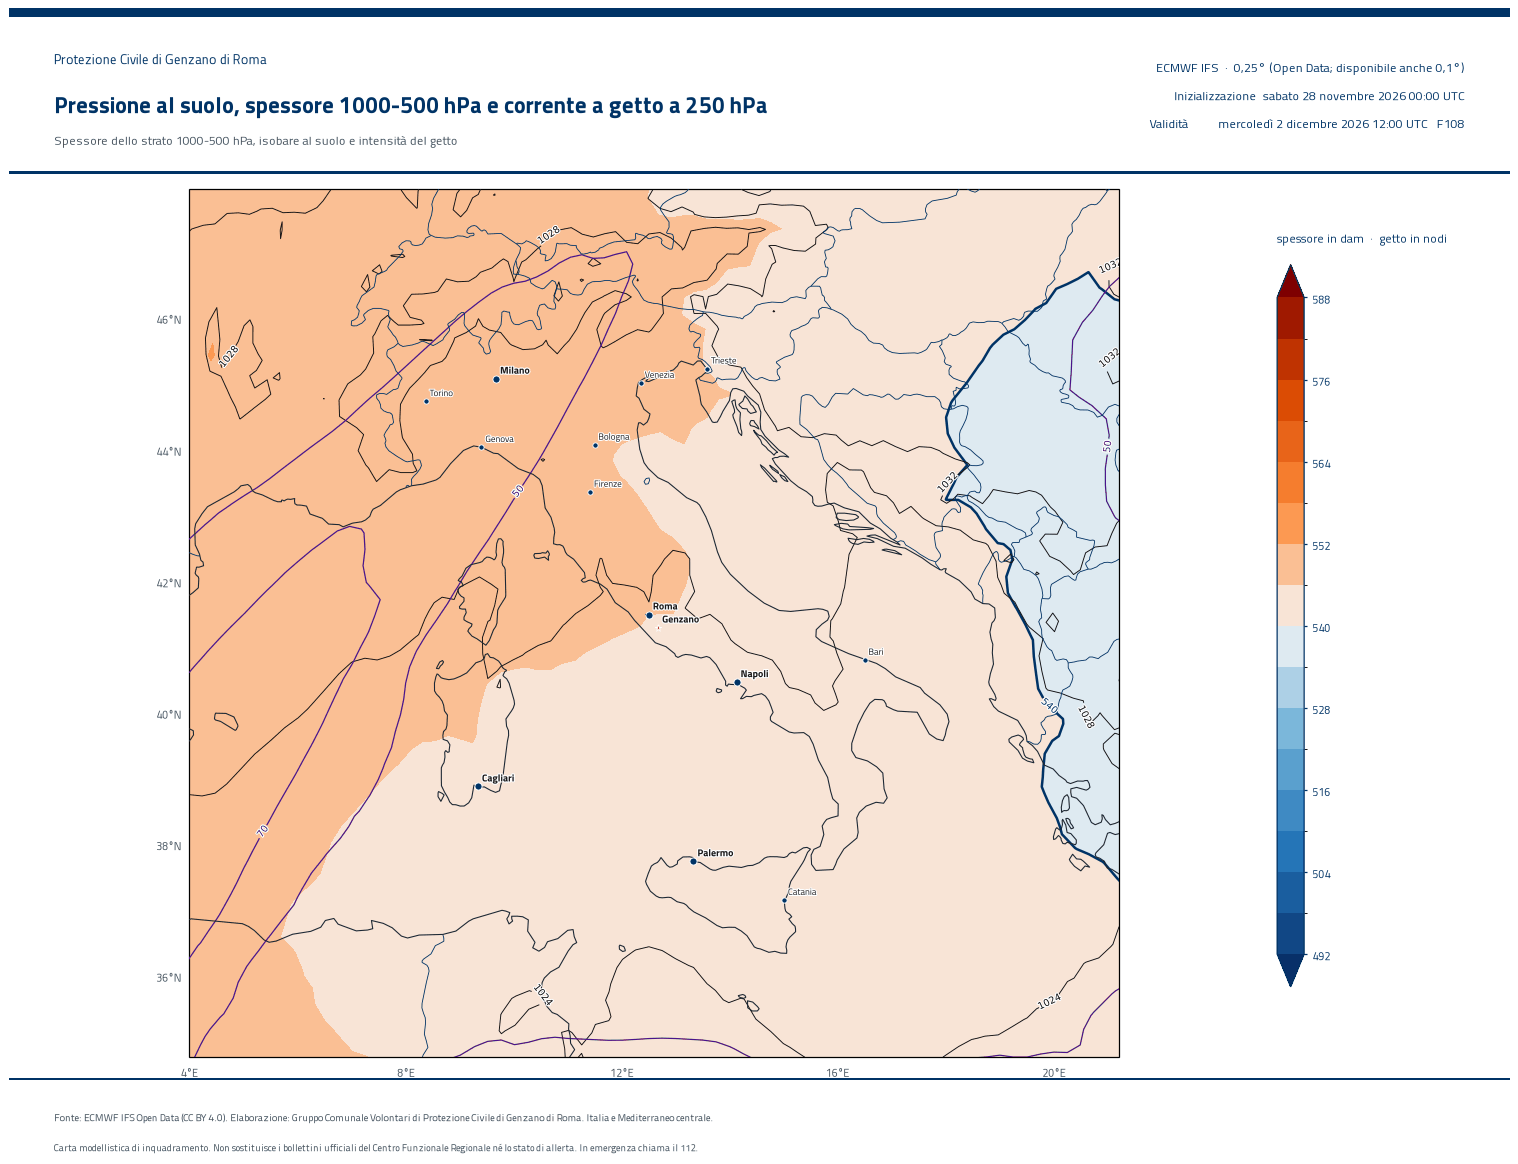 Protezione Civile di Genzano di Roma
Pressione al suolo, spessore 1000-500 hPa e corrente a getto a 250 hPa
Spessore dello strato 1000-500 hPa, isobare al suolo e intensità del getto
ECMWF IFS · 0,25° (Open Data; disponibile anche 0,1°)
Inizializzazione sabato 28 novembre 2026 00:00 UTC
Validità mercoledì 2 dicembre 2026 12:00 UTC F108
spessore in dam · getto in nodi
588
576
564
552
540
528
516
504
492
46°N
44°N
42°N
40°N
38°N
36°N
4°E
8°E
12°E
16°E
20°E
1028
1032
1028
1032
Trieste
Venezia
Milano
Torino
Genova
Bologna
50
Firenze
50
1032
Roma
Genzano
Bari
Napoli
540
1028
Cagliari
70
Palermo
Catania
1024
1024
Fonte: ECMWF IFS Open Data (CC BY 4.0). Elaborazione: Gruppo Comunale Volontari di Protezione Civile di Genzano di Roma. Italia e Mediterraneo centrale.
Carta modellistica di inquadramento. Non sostituisce i bollettini ufficiali del Centro Funzionale Regionale né lo stato di allerta. In emergenza chiama il 112.